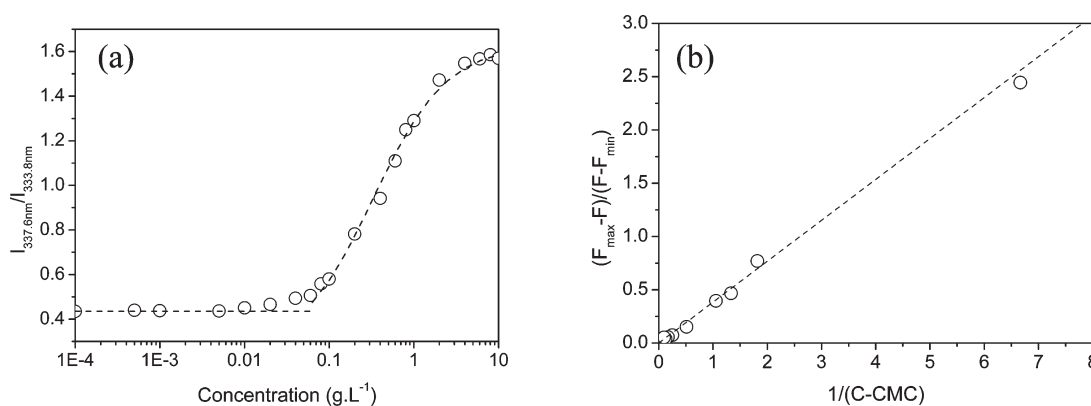 (a)
1.6
1.4
1.2
1.0
0.8
0.6
0.4
I337.6nm/I333.8nm
1E-4 1E-3 0.01 0.1 1 10
Concentration (g.L-1)
(b)
3.0
2.5
2.0
1.5
1.0
0.5
0.0
(Fmax-F)/(F-Fmin)
0 1 2 3 4 5 6 7 8
1/(C-CMC)